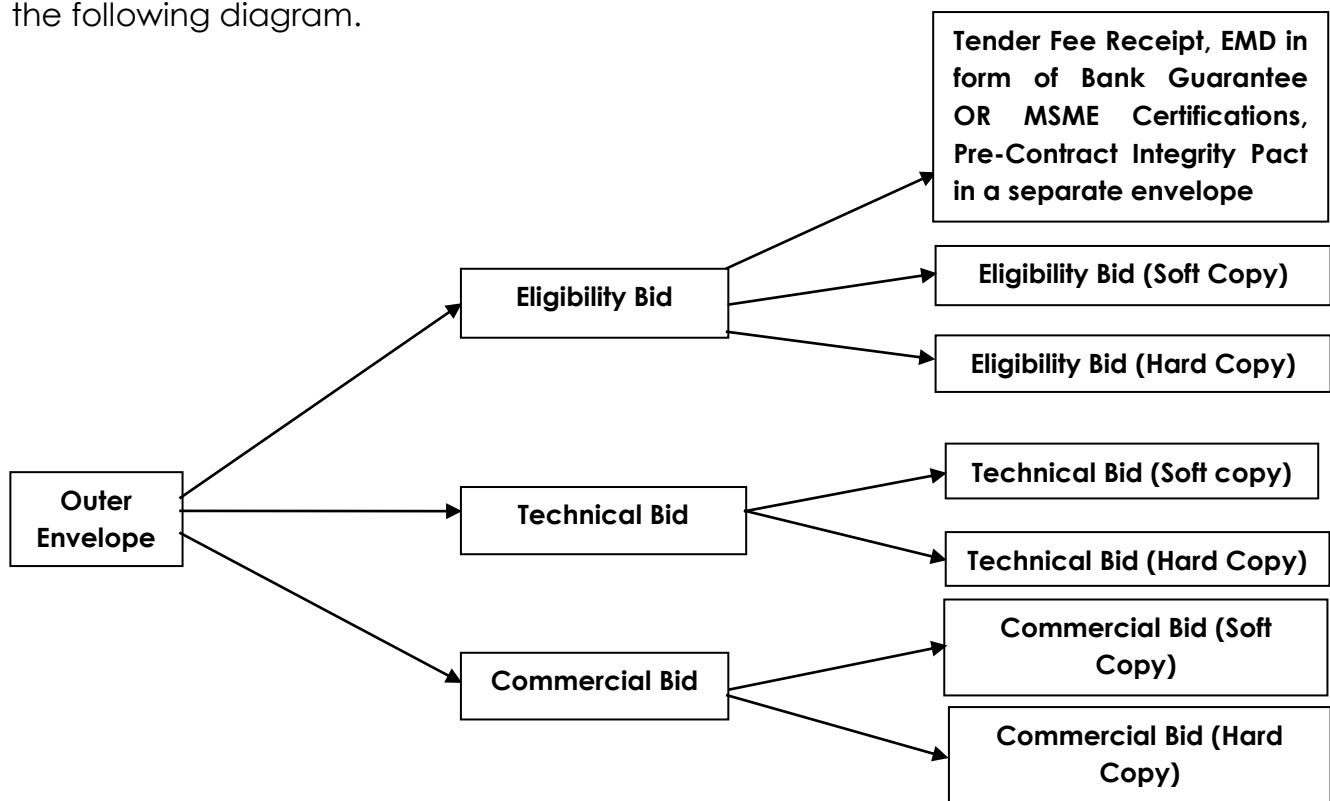 the following diagram.
Tender Fee Receipt, EMD in
form of Bank Guarantee
OR MSME Certifications,
Pre-Contract Integrity Pact
in a separate envelope
Eligibility Bid
Eligibility Bid (Soft Copy)
Eligibility Bid (Hard Copy)
Outer
Envelope
Technical Bid
Technical Bid (Soft copy)
Technical Bid (Hard Copy)
Commercial Bid
Commercial Bid (Soft
Copy)
Commercial Bid (Hard
Copy)